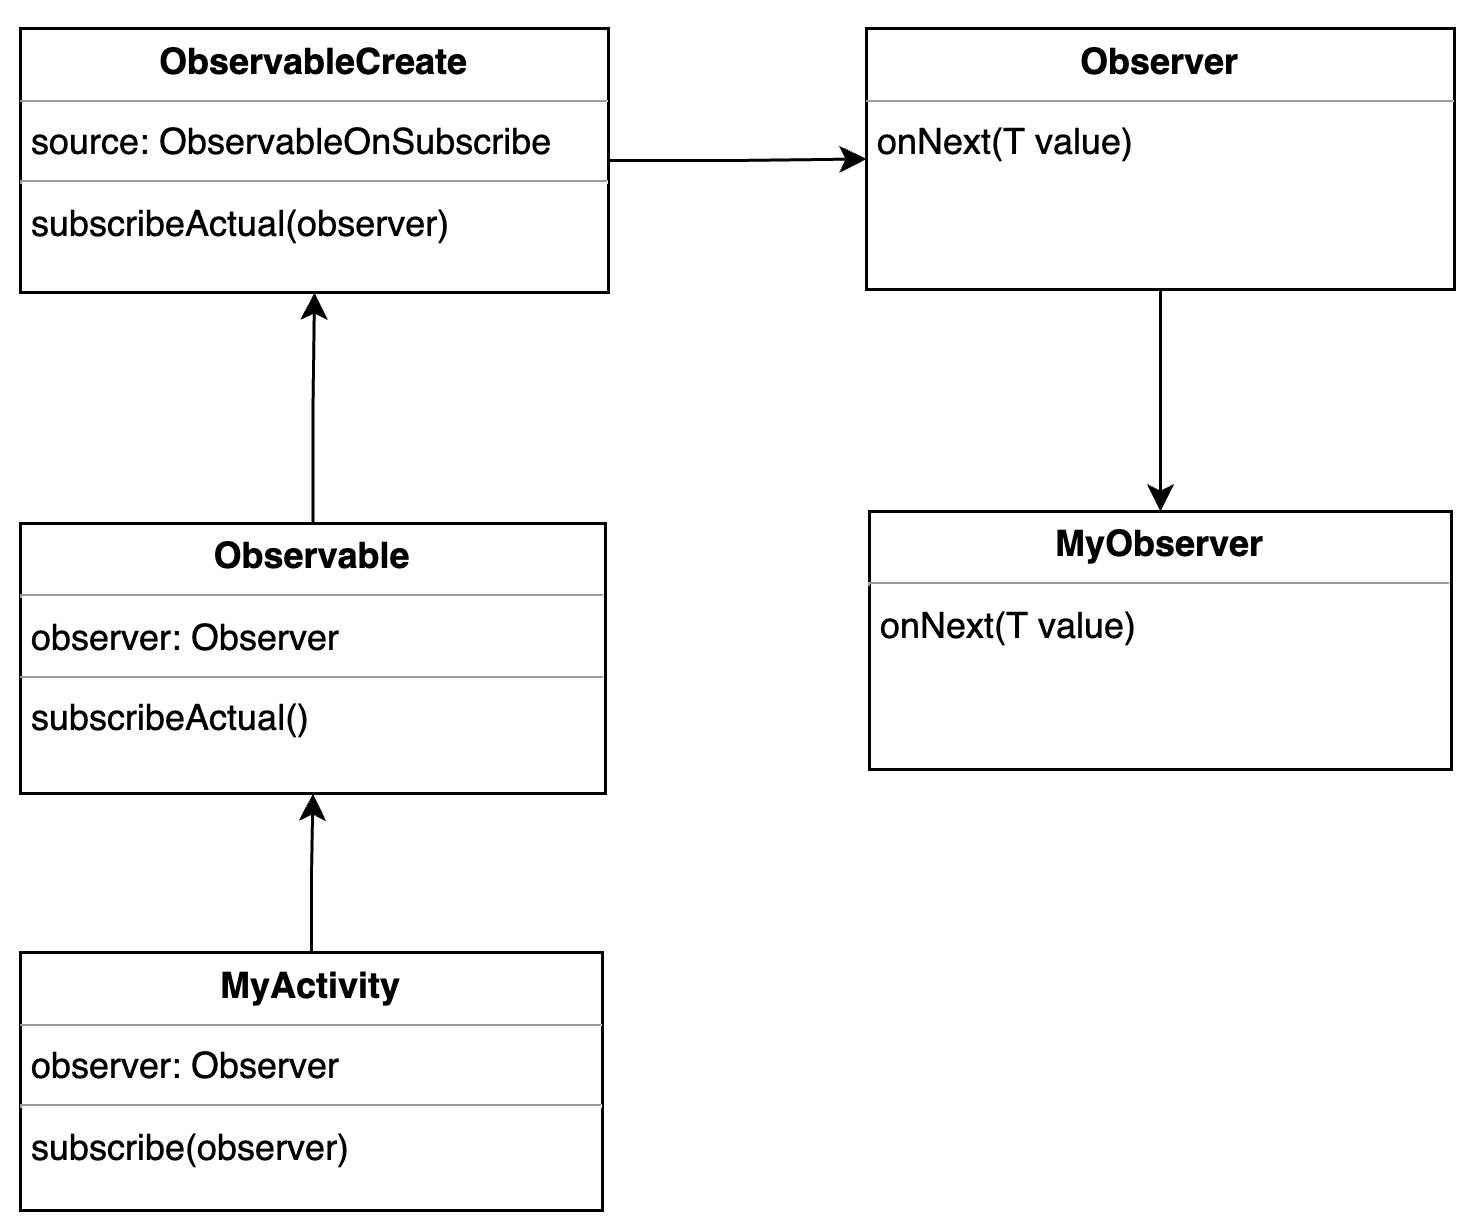 ObservableCreate
source: ObservableOnSubscribe
subscribeActual(observer)
Observer
onNext(T value)
Observable
observer: Observer
subscribeActual()
MyObserver
onNext(T value)
MyActivity
observer: Observer
subscribe(observer)